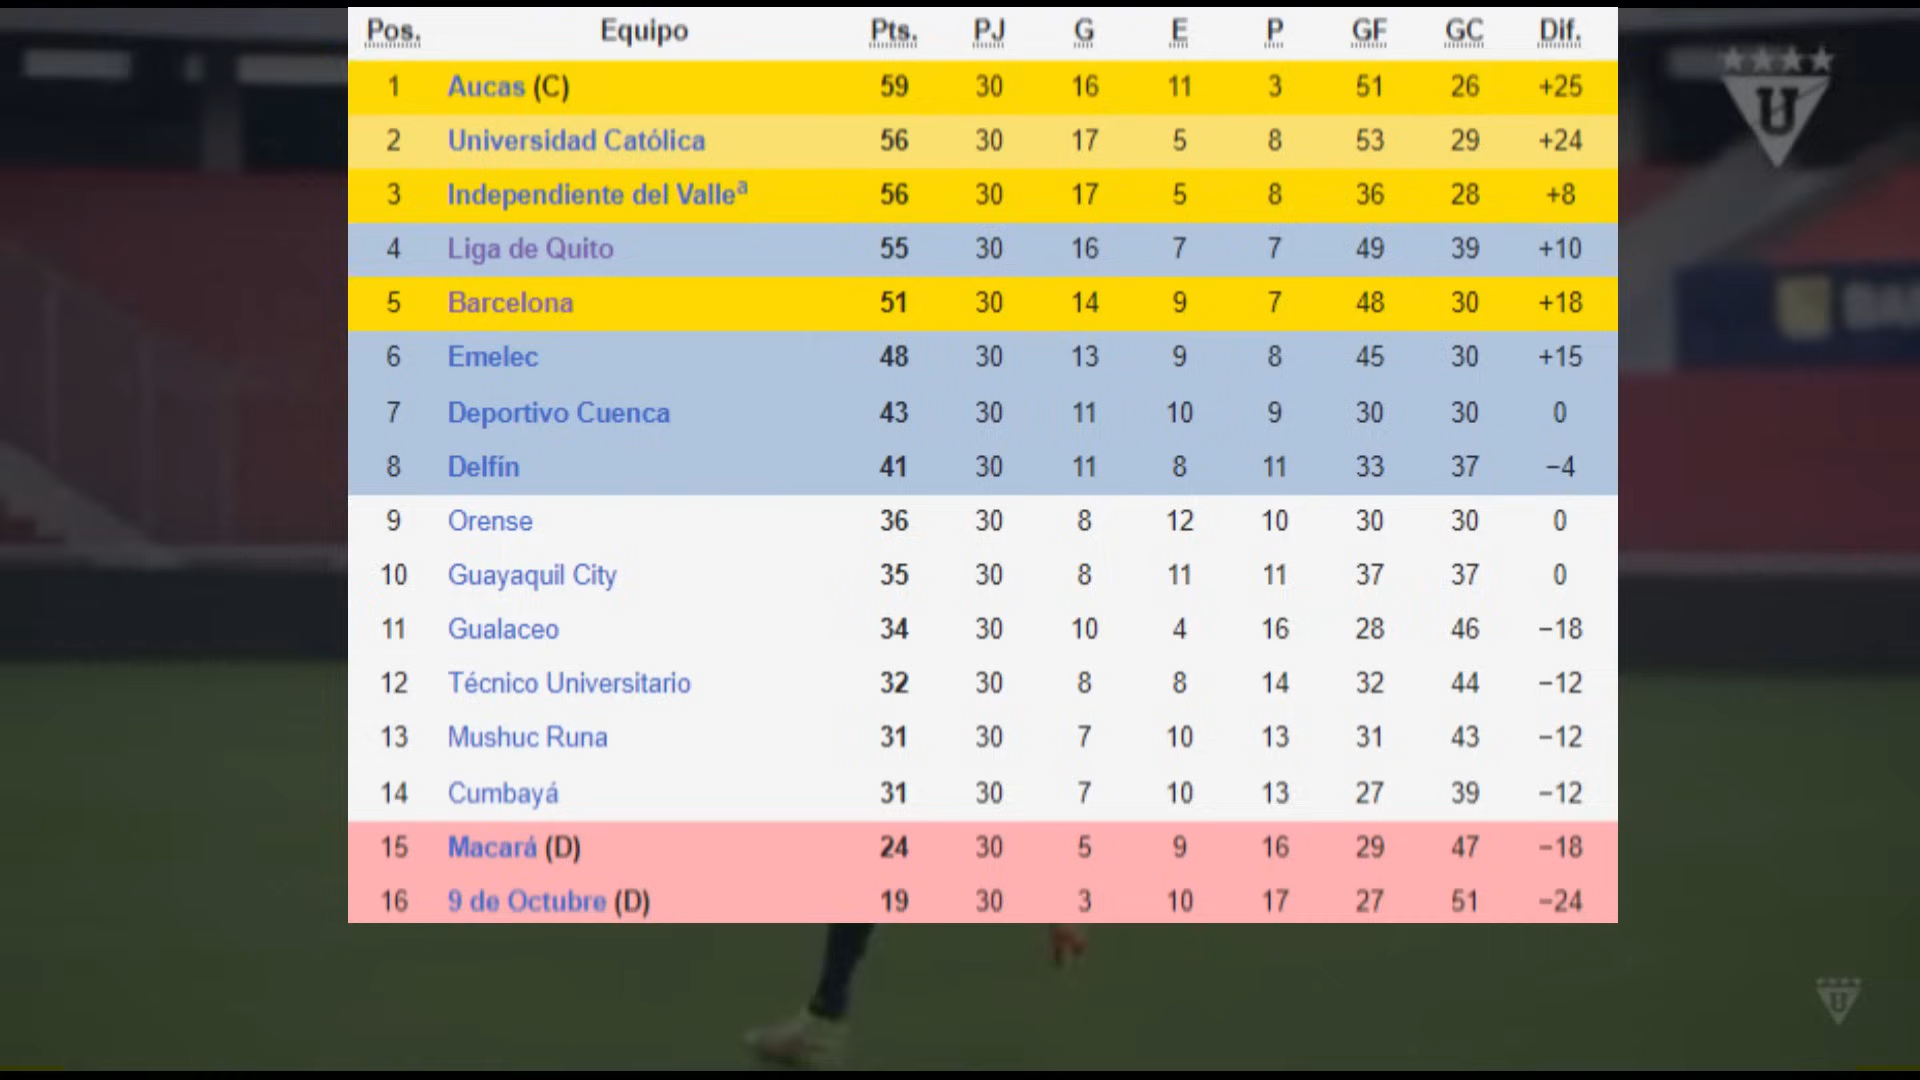 Pos. Equipo Pts. PJ G E P GF GC Dif.
1 Aucas (C) 59 30 16 11 3 51 26 +25
2 Universidad Católica 56 30 17 5 8 53 29 +24
3 Independiente del Valleª 56 30 17 5 8 36 28 +8
4 Liga de Quito 55 30 16 7 7 49 39 +10
5 Barcelona 51 30 14 9 7 48 30 +18
6 Emelec 48 30 13 9 8 45 30 +15
7 Deportivo Cuenca 43 30 11 10 9 30 30 0
8 Delfín 41 30 11 8 11 33 37 −4
9 Orense 36 30 8 12 10 30 30 0
10 Guayaquil City 35 30 8 11 11 37 37 0
11 Gualaceo 34 30 10 4 16 28 46 −18
12 Técnico Universitario 32 30 8 8 14 32 44 −12
13 Mushuc Runa 31 30 7 10 13 31 43 −12
14 Cumbayá 31 30 7 10 13 27 39 −12
15 Macará (D) 24 30 5 9 16 29 47 −18
16 9 de Octubre (D) 19 30 3 10 17 27 51 −24
U
U